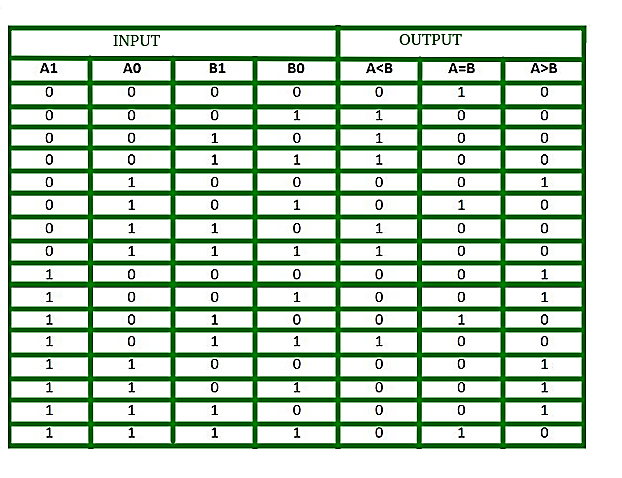 INPUT OUTPUT
A1 A0 B1 B0 A<B A=B A>B
0 0 0 0 0 1 0
0 0 0 1 1 0 0
0 0 1 0 1 0 0
0 0 1 1 1 0 0
0 1 0 0 0 0 1
0 1 0 1 0 1 0
0 1 1 0 1 0 0
0 1 1 1 1 0 0
1 0 0 0 0 0 1
1 0 0 1 0 0 1
1 0 1 0 0 1 0
1 0 1 1 1 0 0
1 1 0 0 0 0 1
1 1 0 1 0 0 1
1 1 1 0 0 0 1
1 1 1 1 0 1 0